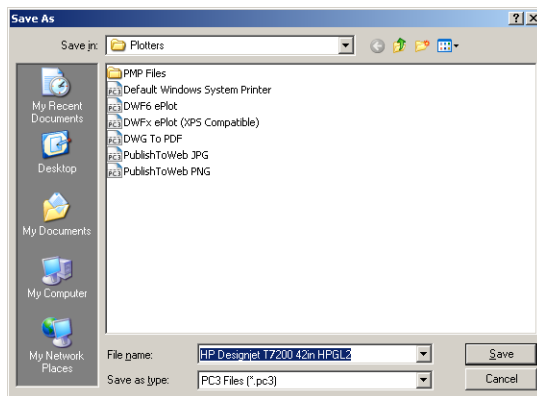 Save As
Save in: Plotters
My Recent Documents
Desktop
My Documents
My Computer
My Network Places
PMP Files
Default Windows System Printer
DWF6 ePlot
DWFx ePlot (XPS Compatible)
DWG To PDF
PublishToWeb JPG
PublishToWeb PNG
File name: HP Designjet T7200 42in HPGL2 Save
Save as type: PC3 Files (*.pc3) Cancel